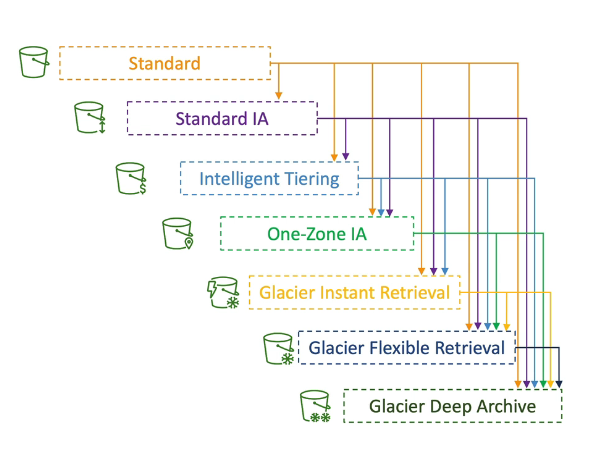 Standard
Standard IA
Intelligent Tiering
One-Zone IA
Glacier Instant Retrieval
Glacier Flexible Retrieval
Glacier Deep Archive